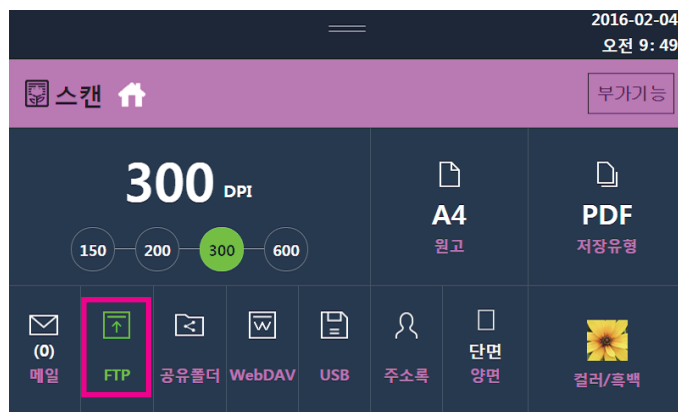 2016-02-04
오전 9: 49
스캔
부가기능
300 DPI
150 200 300 600
A4
원고
PDF
저장유형
(0)
메일
FTP
공유폴더
W
WebDAV
USB
주소록
단면
양면
컬러/흑백